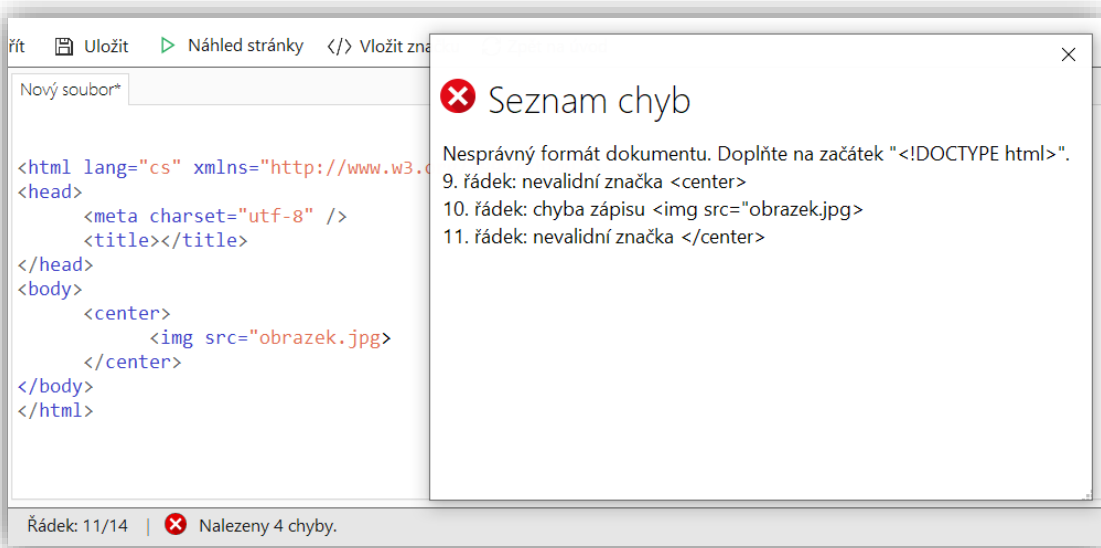 řít Uložit Náhled stránky </> Vložit zna
Nový soubor*
<html lang="cs" xmlns="http://www.w3.
<head>
<meta charset="utf-8" />
<title></title>
</head>
<body>
<center>
<img src="obrazek.jpg>
</center>
</body>
</html>
Seznam chyb
Nesprávný formát dokumentu. Doplňte na začátek "<!DOCTYPE html>".
9. řádek: nevalidní značka <center>
10. řádek: chyba zápisu <img src="obrazek.jpg>
11. řádek: nevalidní značka </center>
Řádek: 11/14 | Nalezeny 4 chyby.